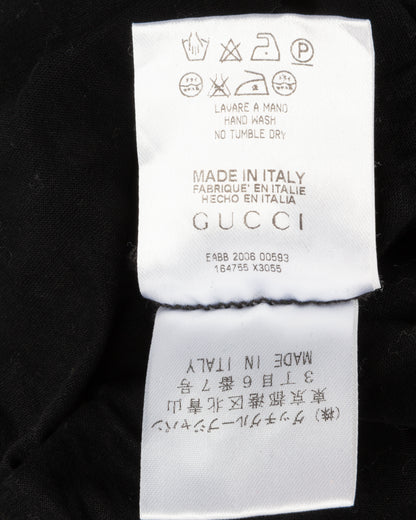 LAVARE A MANO
HAND WASH
NO TUMBLE DRY
MADE IN ITALY
FABRIQUÉ EN ITALIE
HECHO EN ITALIA
GUCCI
EABB 2006 00593
164755 X3055
(株) グッチグループジャパン
東京都港区北青山
3丁目6番7号
MADE IN ITALY